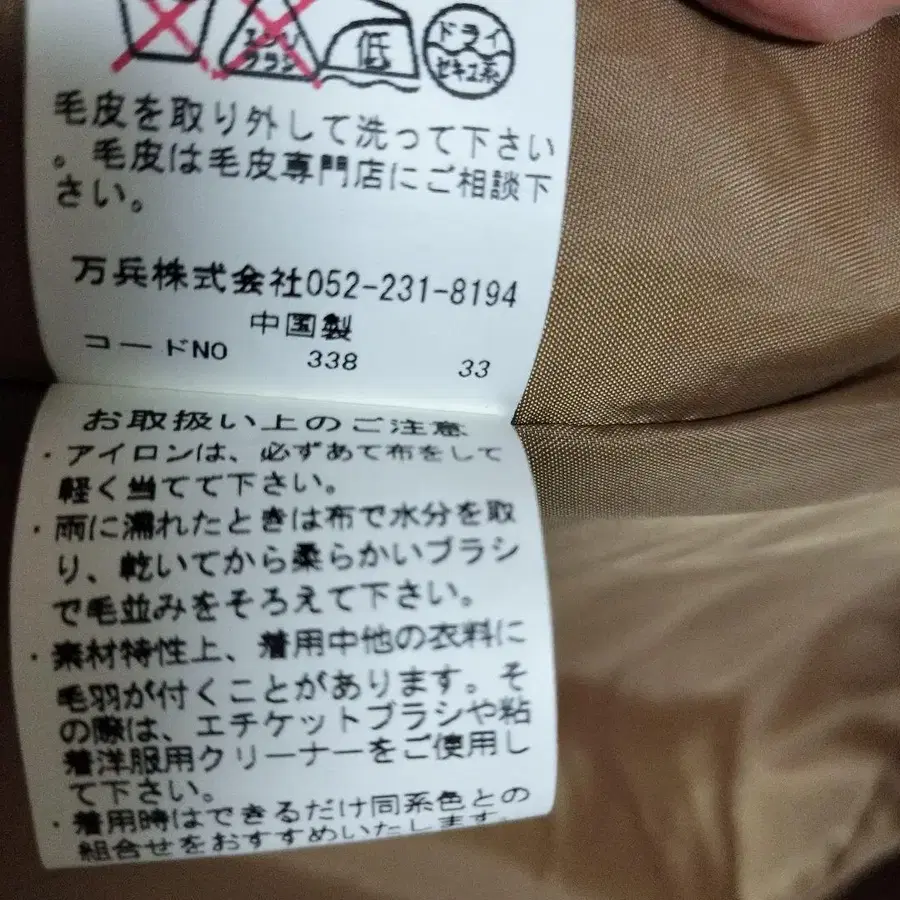 エンソ
サラシ
低
ドライ
セキユ系
毛皮を取り外して洗って下さい
。毛皮は毛皮専門店にご相談下
さい。
万兵株式会社052-231-8194
中国製
コードNO 338 33
お取扱い上のご注意
・アイロンは、必ずあて布をして
軽く当てて下さい。
・雨に濡れたときは布で水分を取
り、乾いてから柔らかいブラシ
で毛並みをそろえて下さい。
・素材特性上、着用中他の衣料に
毛羽が付くことがあります。そ
の際は、エチケットブラシや粘
着洋服用クリーナーをご使用し
て下さい。
・着用時はできるだけ同系色との
組合せをおすすめいたします。